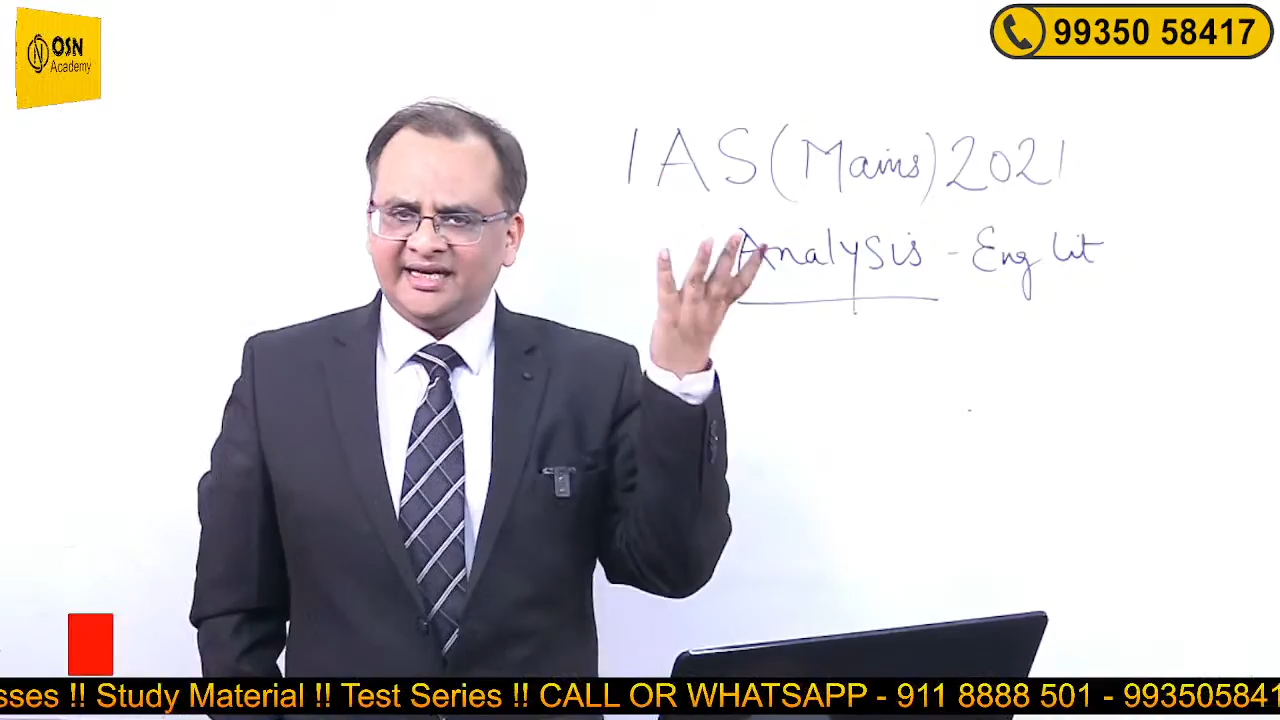 OSN
Academy
99350 58417
IAS (Mains) 2021
Analysis - Eng lit
sses !! Study Material !! Test Series !! CALL OR WHATSAPP - 911 8888 501 - 993505841